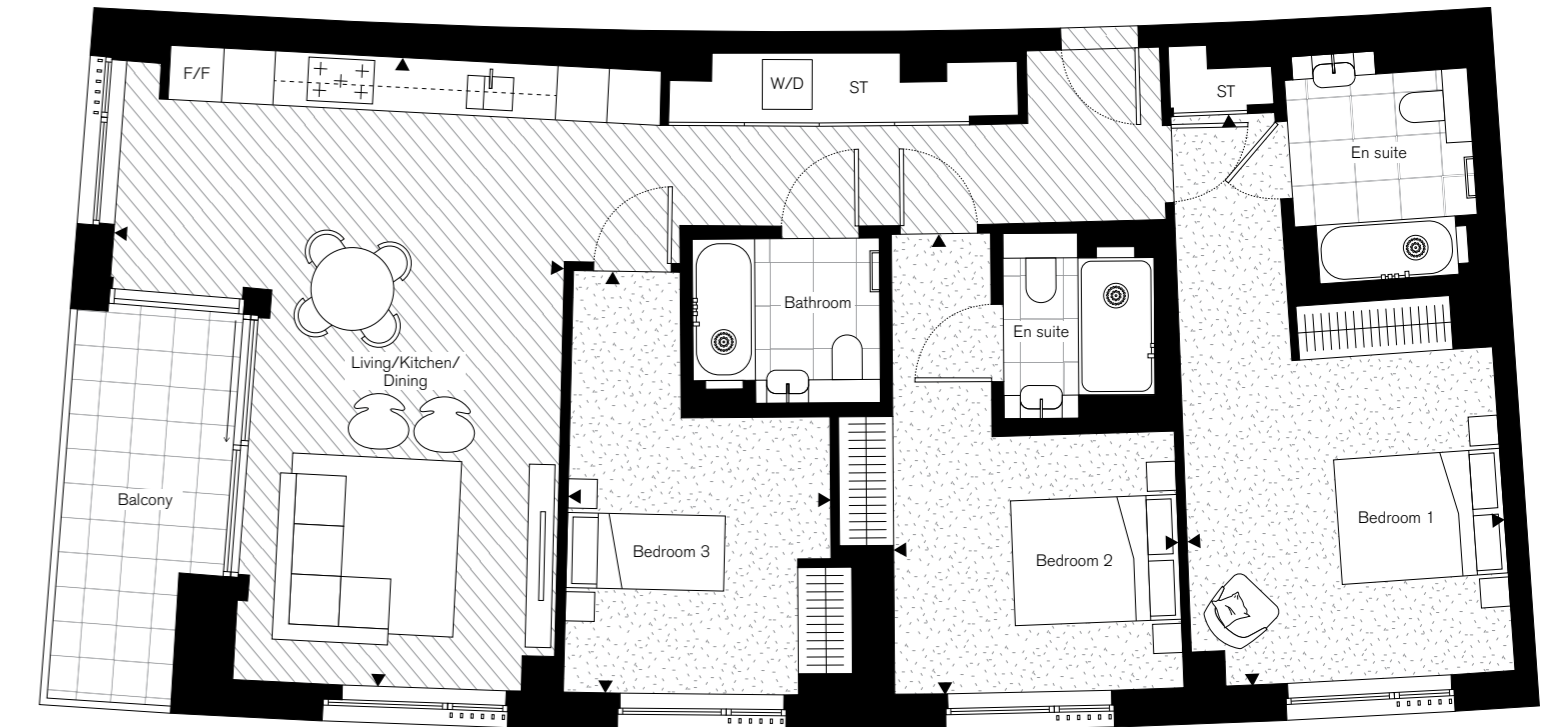 F/F
W/D
ST
ST
En suite
Bathroom
En suite
Living/Kitchen/
Dining
Balcony
Bedroom 1
Bedroom 3
Bedroom 2